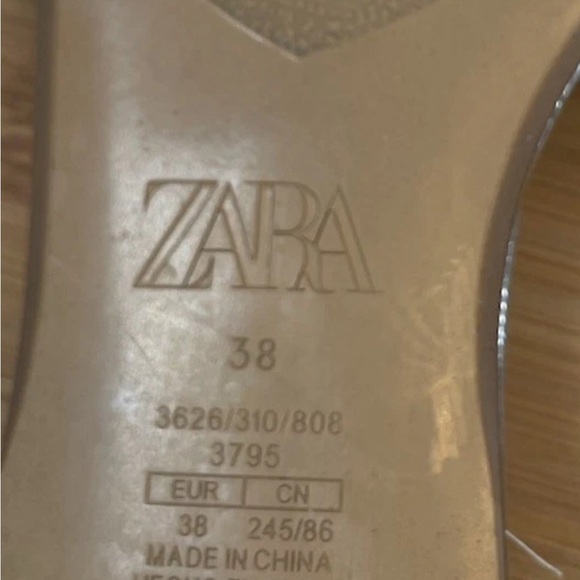 ZARA
38
3626/310/808
3795
EUR CN
38 245/86
MADE IN CHINA